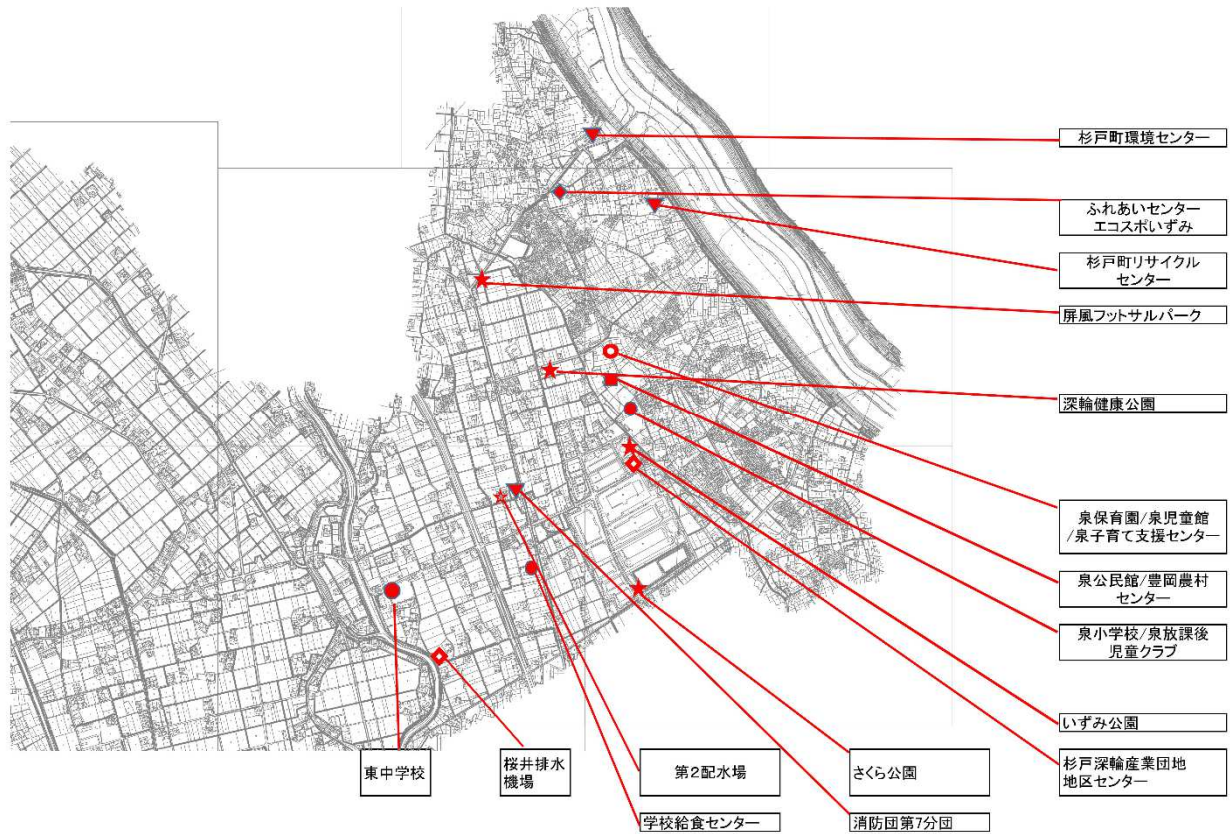 杉戸町環境センター
ふれあいセンター
エコスポいずみ
杉戸町リサイクル
センター
屏風フットサルパーク
深輪健康公園
泉保育園/泉児童館
/泉子育て支援センター
泉公民館/豊岡農村
センター
泉小学校/泉放課後
児童クラブ
いずみ公園
杉戸深輪産業団地
地区センター
東中学校
桜井排水
機場
第2配水場
さくら公園
学校給食センター
消防団第7分団